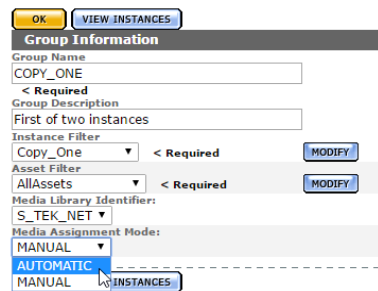 OK VIEW INSTANCES
Group Information
Group Name
COPY_ONE
< Required
Group Description
First of two instances
Instance Filter
Copy_One < Required MODIFY
Asset Filter
AllAssets < Required MODIFY
Media Library Identifier:
S_TEK_NET
Media Assignment Mode:
MANUAL
AUTOMATIC
MANUAL INSTANCES